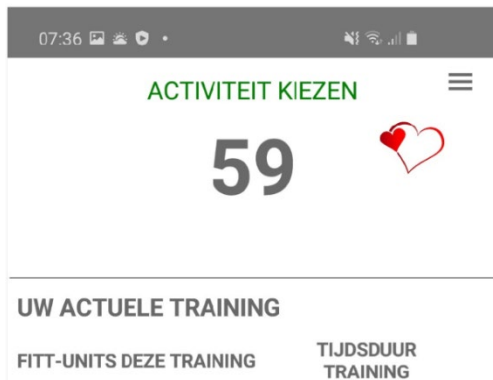 07:36
ACTIVITEIT KIEZEN
59
UW ACTUELE TRAINING
FITT-UNITS DEZE TRAINING
TIJDSDUUR
TRAINING